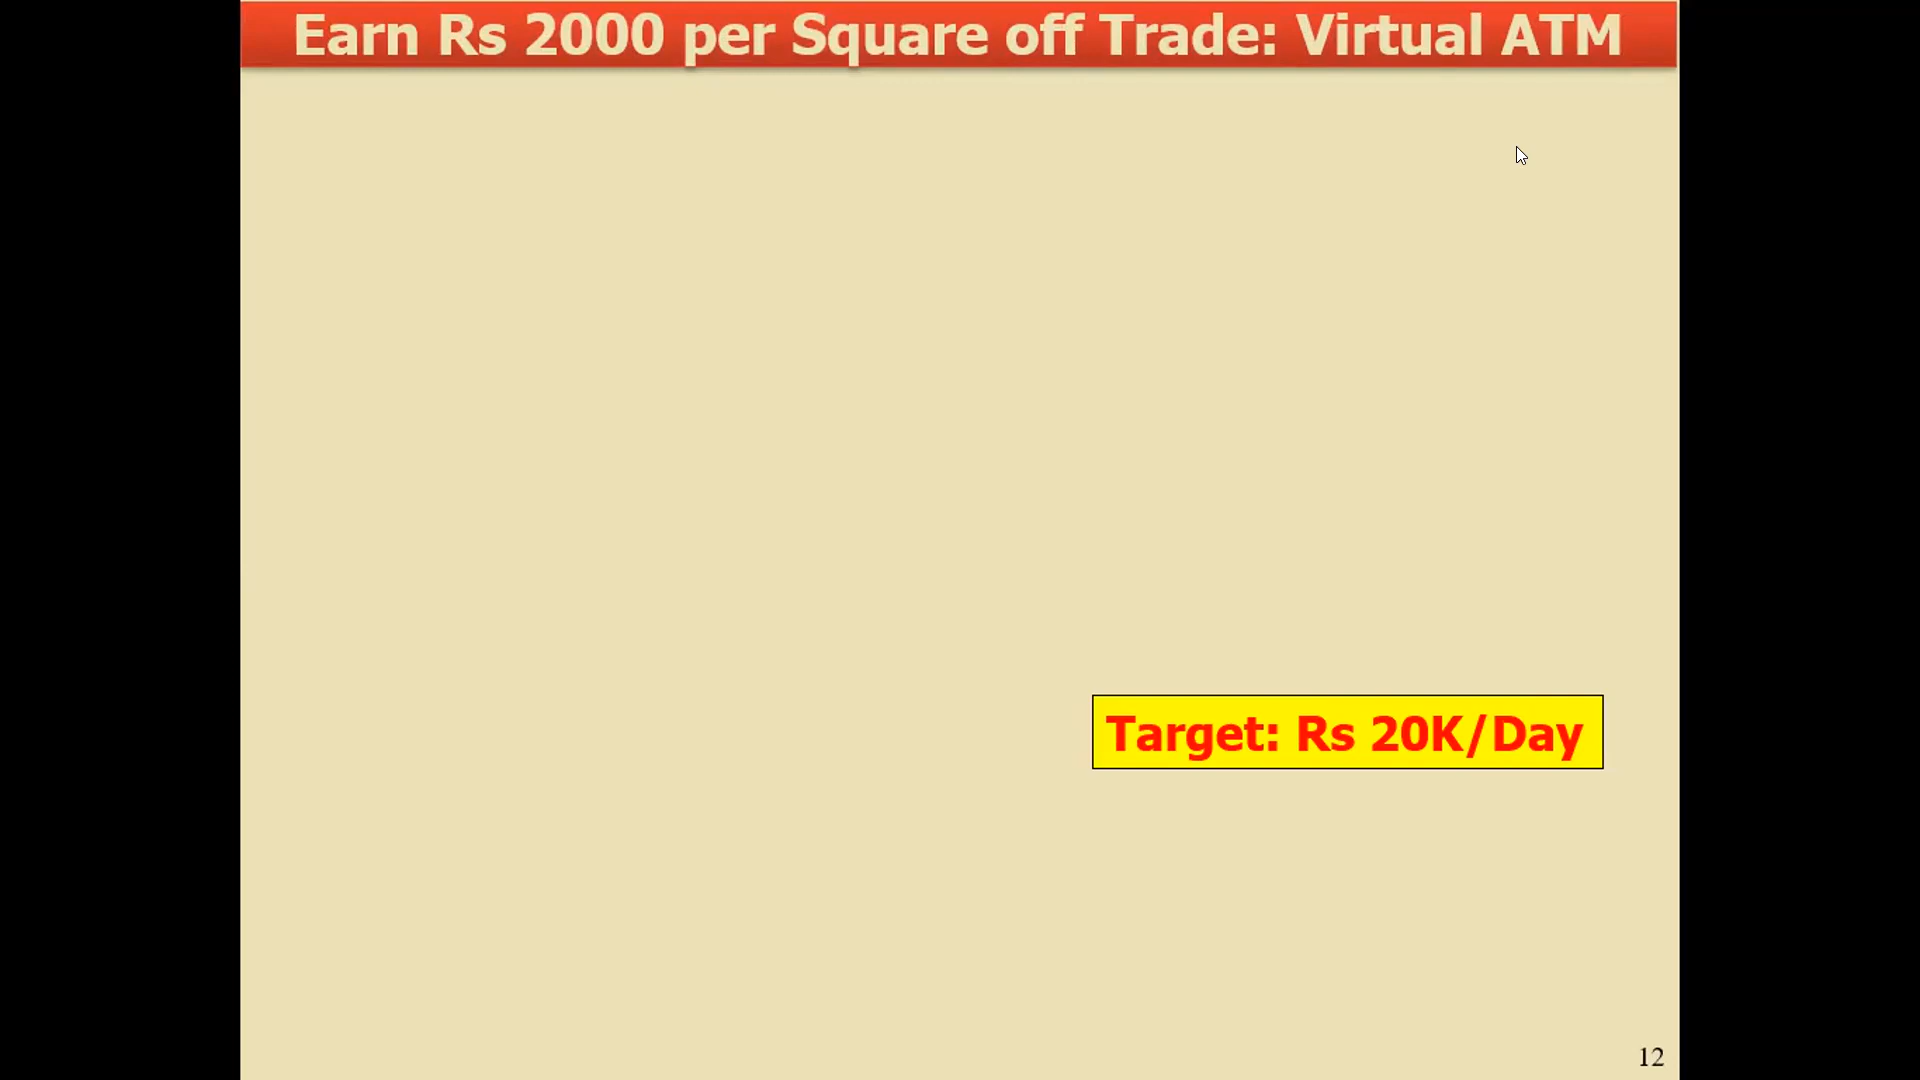 Earn Rs 2000 per Square off Trade: Virtual ATM
Target: Rs 20K/Day
12